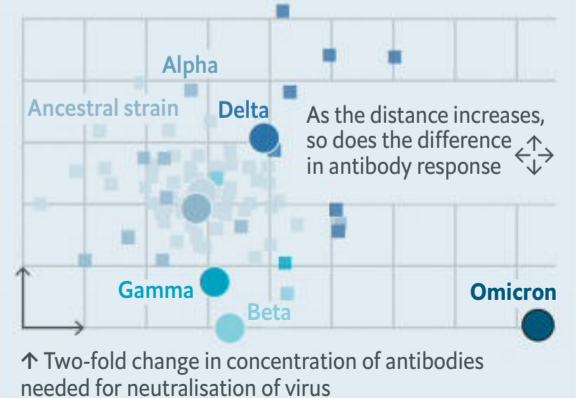 Alpha
Ancestral strain
Delta
As the distance increases,
so does the difference
in antibody response
Gamma
Beta
Omicron
↑ Two-fold change in concentration of antibodies
needed for neutralisation of virus